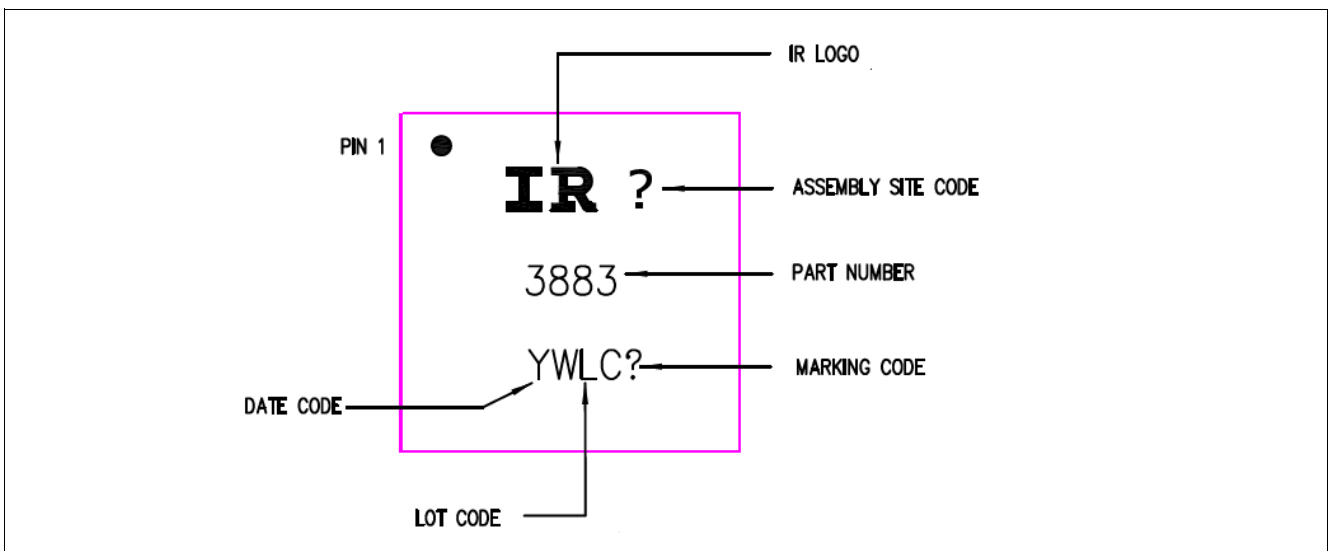 IR LOGO
PIN 1
IR ?
ASSEMBLY SITE CODE
3883
PART NUMBER
YWLC?
MARKING CODE
DATE CODE
LOT CODE